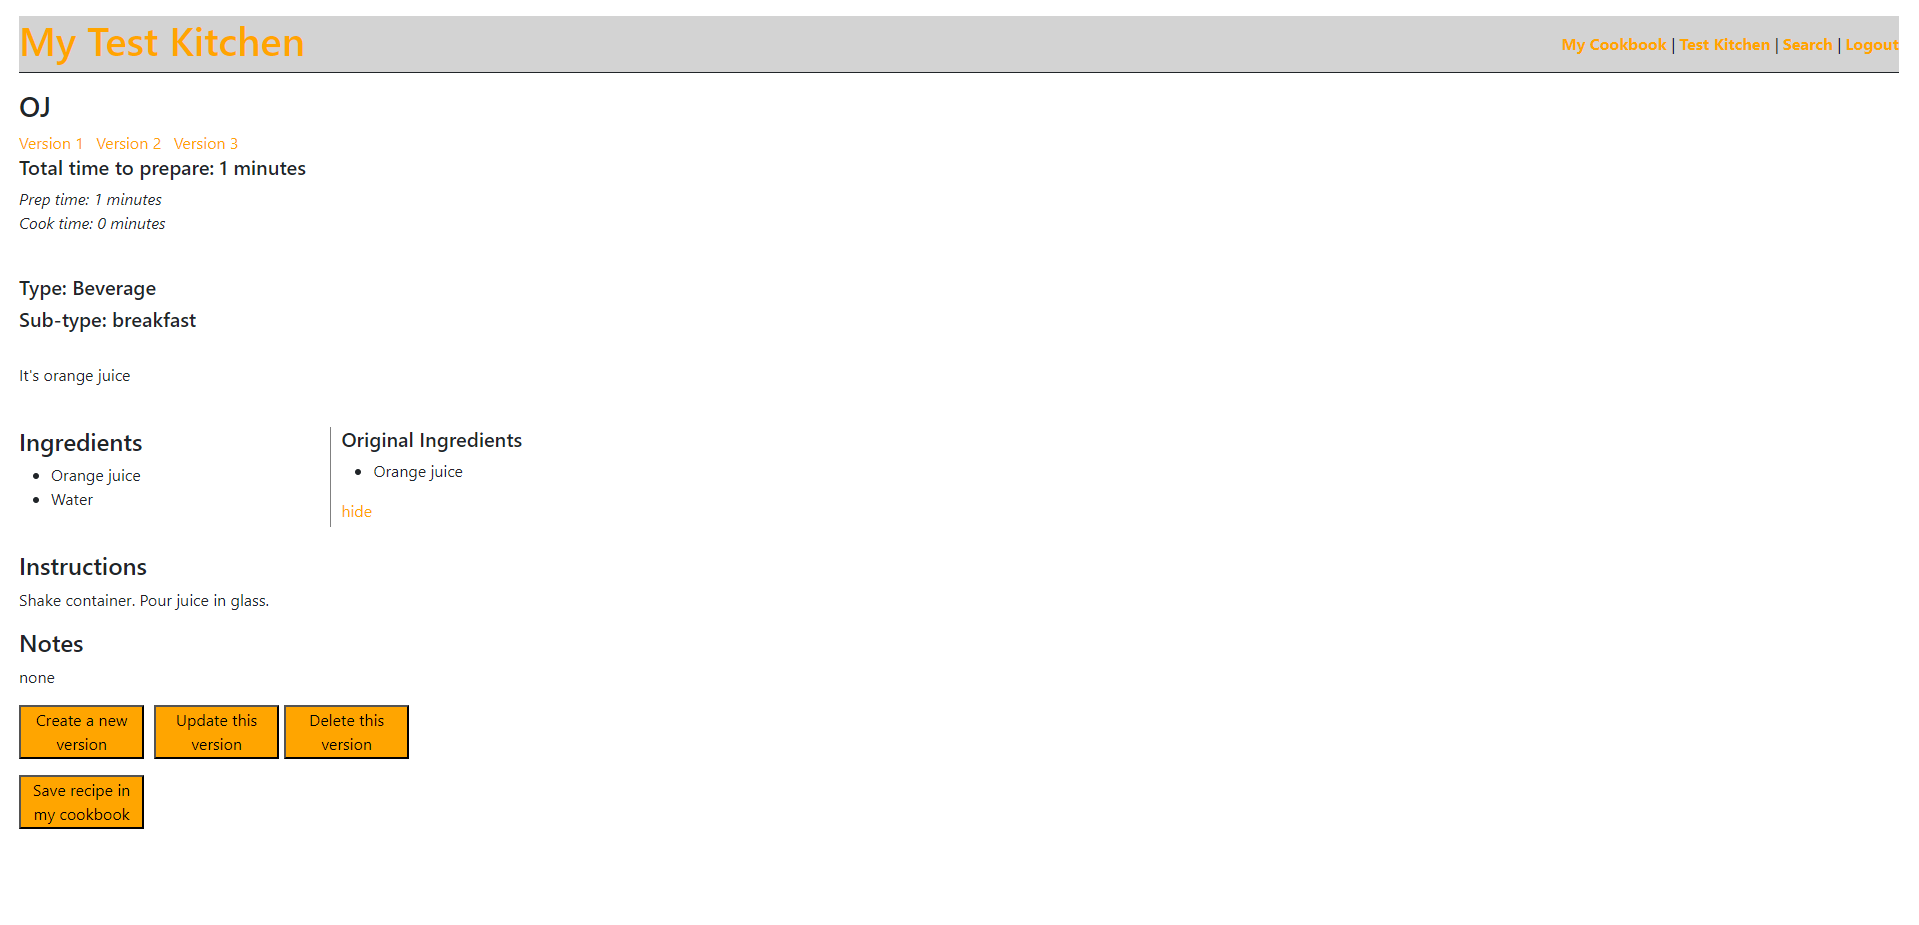 My Test Kitchen
My Cookbook | Test Kitchen | Search | Logout
OJ
Version 1 Version 2 Version 3
Total time to prepare: 1 minutes
Prep time: 1 minutes
Cook time: 0 minutes
Type: Beverage
Sub-type: breakfast
It's orange juice
Ingredients
• Orange juice
• Water
Original Ingredients
• Orange juice
hide
Instructions
Shake container. Pour juice in glass.
Notes
none
Create a new
version
Update this
version
Delete this
version
Save recipe in
my cookbook